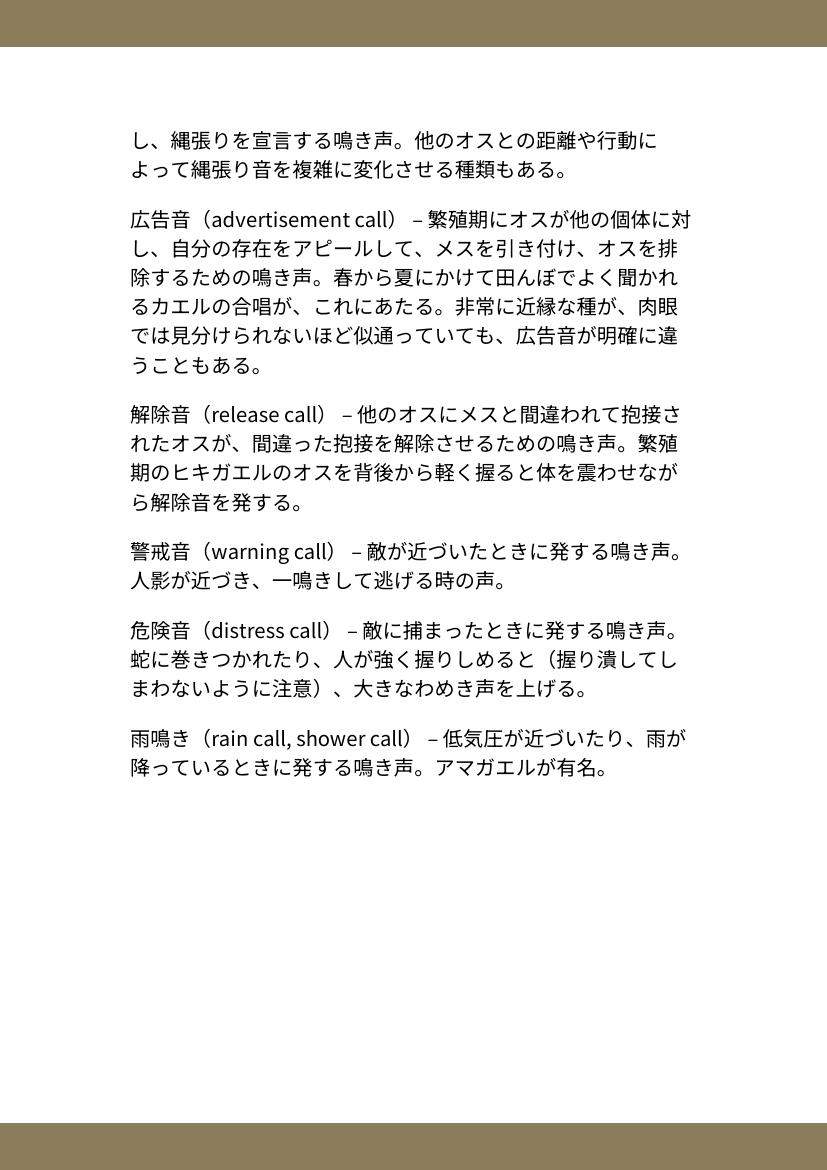 し、縄張りを宣言する鳴き声。他のオスとの距離や行動に
よって縄張り音を複雑に変化させる種類もある。
広告音（advertisement call） – 繁殖期にオスが他の個体に対
し、自分の存在をアピールして、メスを引き付け、オスを排
除するための鳴き声。春から夏にかけて田んぼでよく聞かれ
るカエルの合唱が、これにあたる。非常に近縁な種が、肉眼
では見分けられないほど似通っていても、広告音が明確に違
うこともある。
解除音（release call） – 他のオスにメスと間違われて抱接さ
れたオスが、間違った抱接を解除させるための鳴き声。繁殖
期のヒキガエルのオスを背後から軽く握ると体を震わせなが
ら解除音を発する。
警戒音（warning call） – 敵が近づいたときに発する鳴き声。
人影が近づき、一鳴きして逃げる時の声。
危険音（distress call） – 敵に捕まったときに発する鳴き声。
蛇に巻きつかれたり、人が強く握りしめると（握り潰してし
まわないように注意）、大きなわめき声を上げる。
雨鳴き（rain call, shower call） – 低気圧が近づいたり、雨が
降っているときに発する鳴き声。アマガエルが有名。